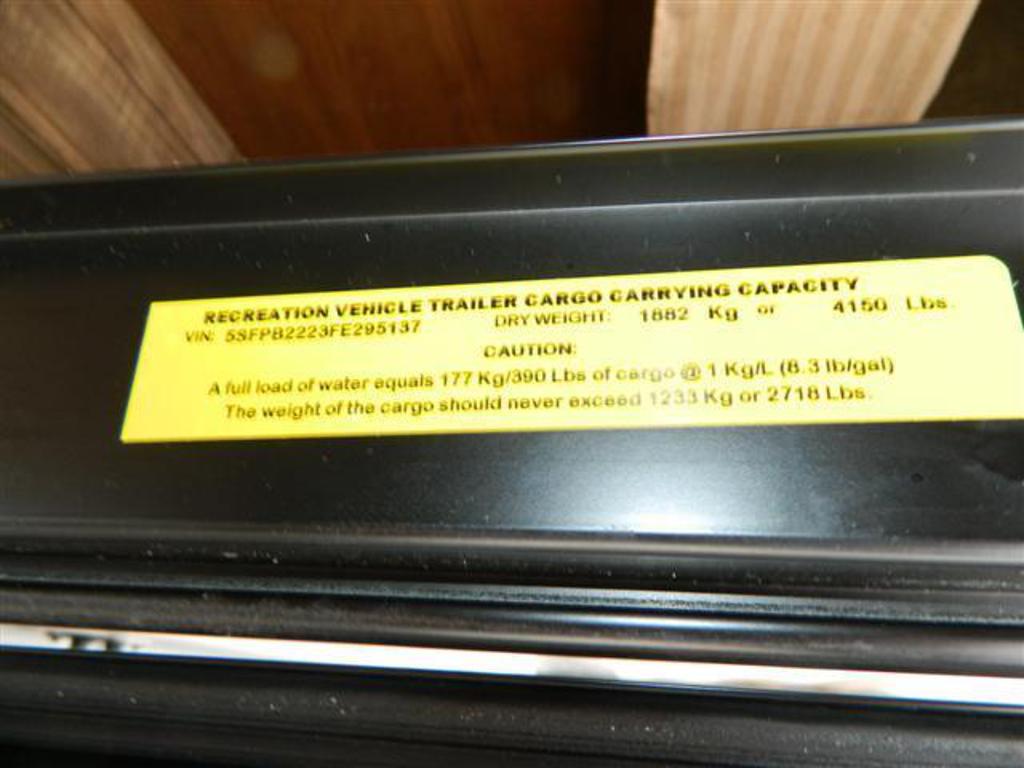 RECREATION VEHICLE TRAILER CARGO CARRYING CAPACITY
VIN: 5SFPB2223FE295137 DRY WEIGHT: 1882 Kg or 4150 Lbs.
CAUTION:
A full load of water equals 177 Kg/390 Lbs of cargo @ 1 Kg/L (8.3 lb/gal)
The weight of the cargo should never exceed 1233 Kg or 2718 Lbs.